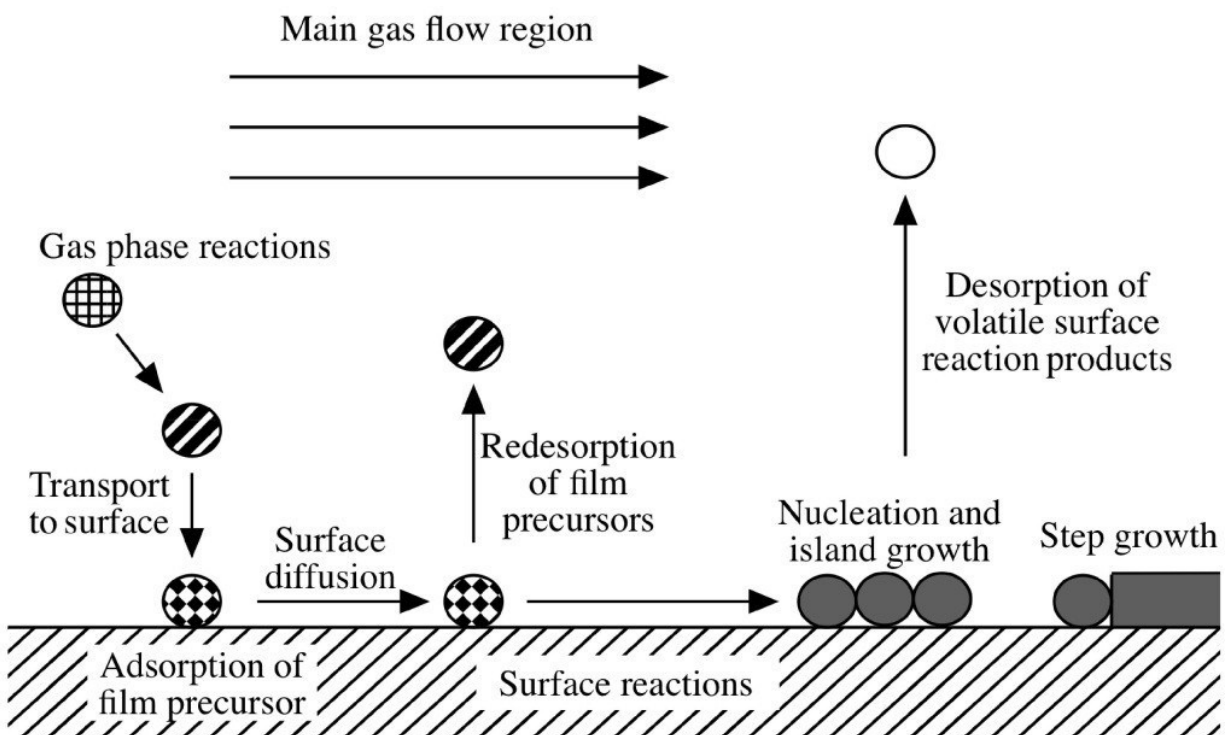 Main gas flow region
Gas phase reactions
Transport
to surface
Surface
diffusion
Redesorption
of film
precursors
Desorption of
volatile surface
reaction products
Nucleation and
island growth
Step growth
Adsorption of
film precursor
Surface reactions